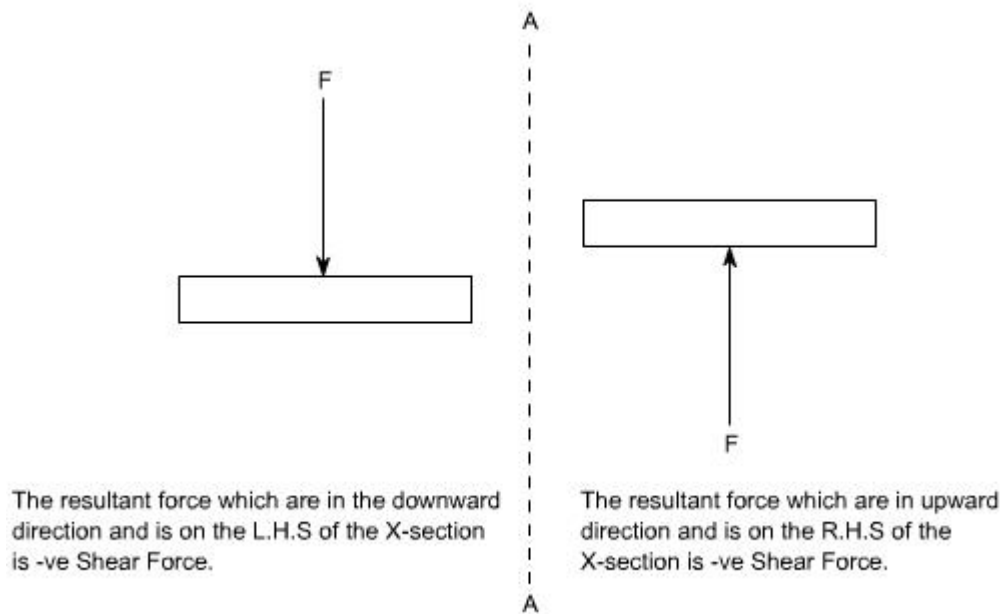 A
F
F
The resultant force which are in the downward
direction and is on the L.H.S of the X-section
is -ve Shear Force.
The resultant force which are in upward
direction and is on the R.H.S of the
X-section is -ve Shear Force.
A